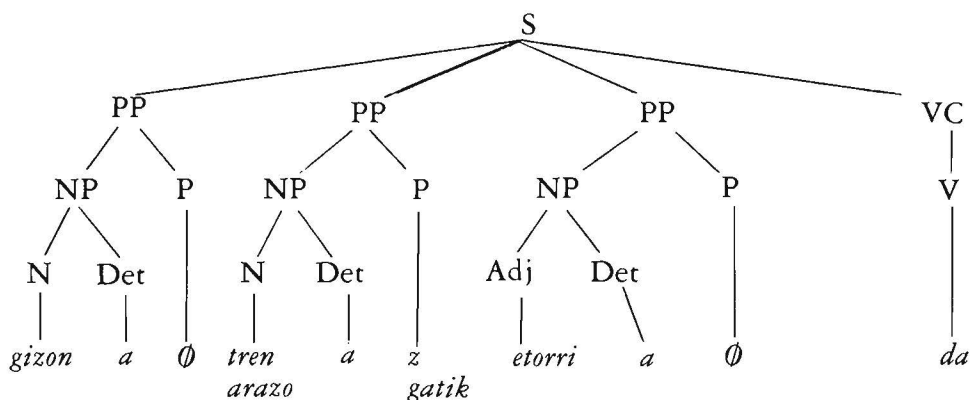 S
PP PP PP VC
NP P NP P NP P V
N Det N Det Adj Det
gizon a Ø tren a z etorri a Ø da
arazo gatik